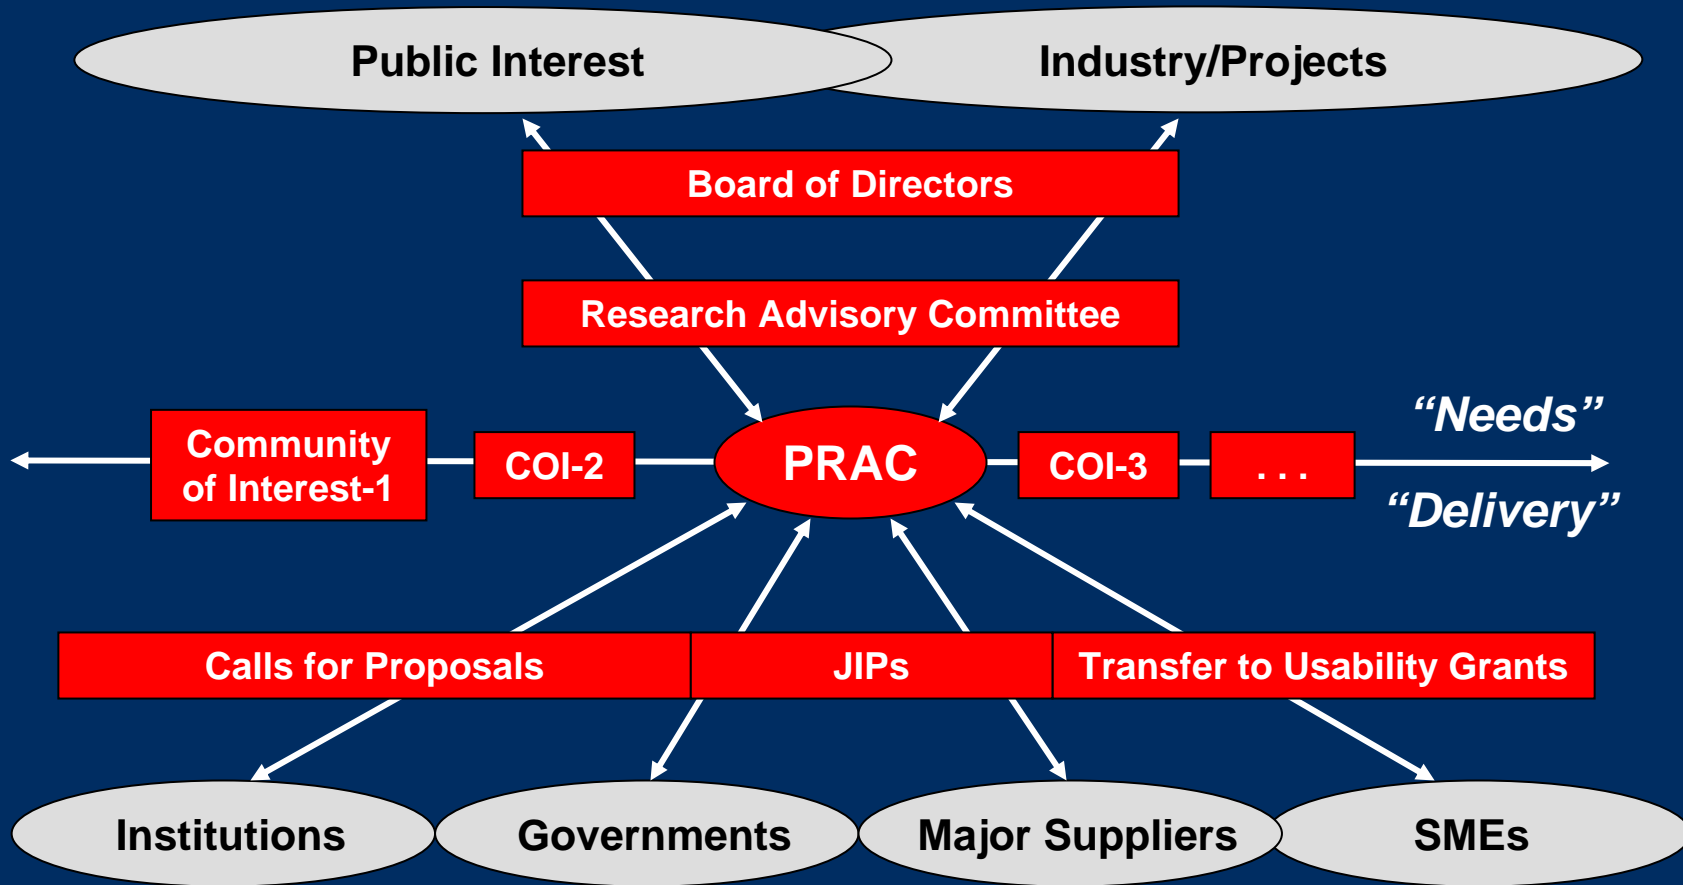 Public Interest
Industry/Projects
Board of Directors
Research Advisory Committee
Community
of Interest-1
COI-2
PRAC
COI-3
. . .
“Needs”
“Delivery”
Calls for Proposals
JIPs
Transfer to Usability Grants
Institutions
Governments
Major Suppliers
SMEs